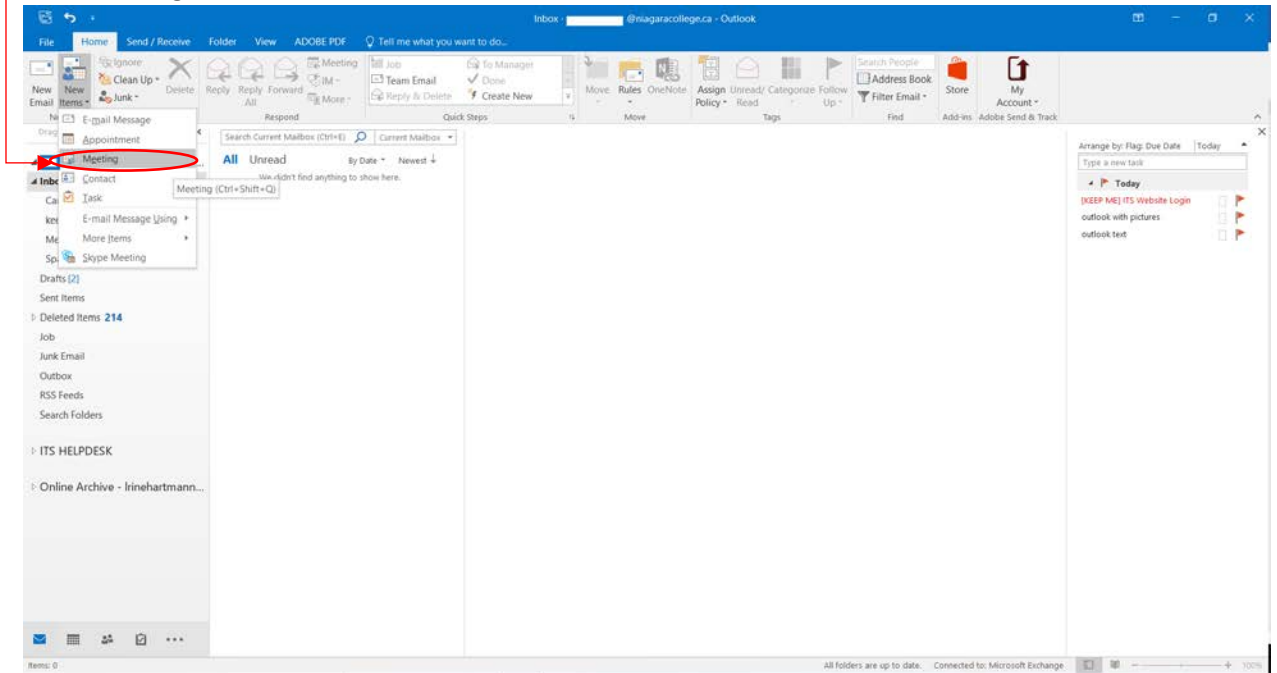 Inbox - @niagaracollege.ca - Outlook
File Home Send / Receive Folder View ADOBE PDF Tell me what you want to do...
Ignore
Clean Up
Junk
New Email
New Items
Delete
Reply
Reply All
Forward
Meeting
IM
More
Respond
Job
Team Email
Reply & Delete
To Manager
Done
Create New
Quick Steps
Move
Rules
OneNote
Move
Assign Policy
Unread/ Read
Categorize
Follow Up
Tags
Search People
Address Book
Filter Email
Find
Store
Add-ins
My Account
Adobe Send & Track
E-mail Message
Appointment
Meeting
Contact
Task
E-mail Message Using
More Items
Skype Meeting
Meeting (Ctrl+Shift+Q)
Drafts [2]
Sent Items
Deleted Items 214
Job
Junk Email
Outbox
RSS Feeds
Search Folders
ITS HELPDESK
Online Archive - lrinehartmann...
Search Current Mailbox (Ctrl+E) Current Mailbox
All Unread By Date Newest ↓
We didn't find anything to show here.
Arrange by: Flag: Due Date Today
Type a new task
Today
[KEEP ME] ITS Website Login
outlook with pictures
outlook text
Items: 0
All folders are up to date. Connected to: Microsoft Exchange
100%